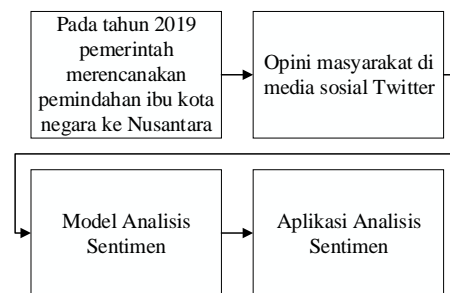 Pada tahun 2019
pemerintah
merencanakan
pemindahan ibu kota
negara ke Nusantara
Opini masyarakat di
media sosial Twitter
Model Analisis
Sentimen
Aplikasi Analisis
Sentimen